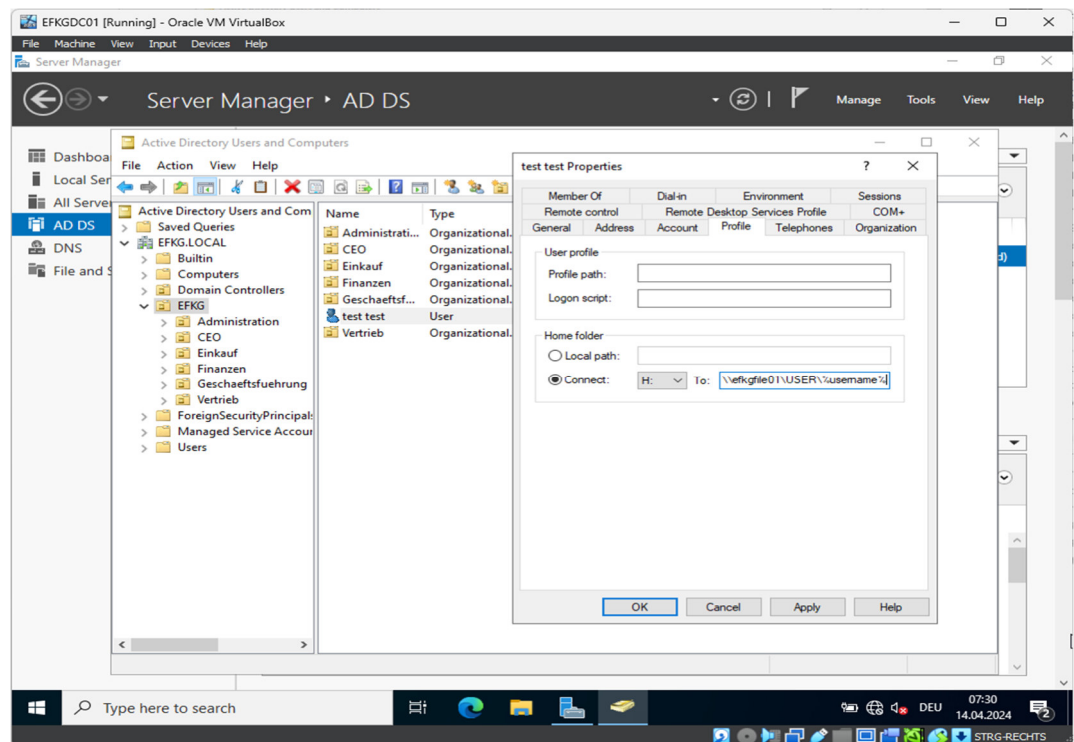 EFKGDC01 [Running] - Oracle VM VirtualBox
File Machine View Input Devices Help
Server Manager
Server Manager ‣ AD DS
Manage Tools View Help
Dashboa
Local Ser
All Server
AD DS
DNS
File and S
Active Directory Users and Computers
File Action View Help
Active Directory Users and Com
Saved Queries
EFKG.LOCAL
Builtin
Computers
Domain Controllers
EFKG
Administration
CEO
Einkauf
Finanzen
Geschaeftsfuehrung
Vertrieb
ForeignSecurityPrincipals
Managed Service Accour
Users
Name Type
Administrati... Organizational.
CEO Organizational.
Einkauf Organizational.
Finanzen Organizational.
Geschaeftsf... Organizational.
test test User
Vertrieb Organizational.
test test Properties ?
Member Of Dial-in Environment Sessions
Remote control Remote Desktop Services Profile COM+
General Address Account Profile Telephones Organization
User profile
Profile path:
Logon script:
Home folder
Local path:
Connect: H: To: \\efkgfile01\USER\%username%
OK Cancel Apply Help
Type here to search
DEU
07:30
14.04.2024
2
STRG-RECHTS